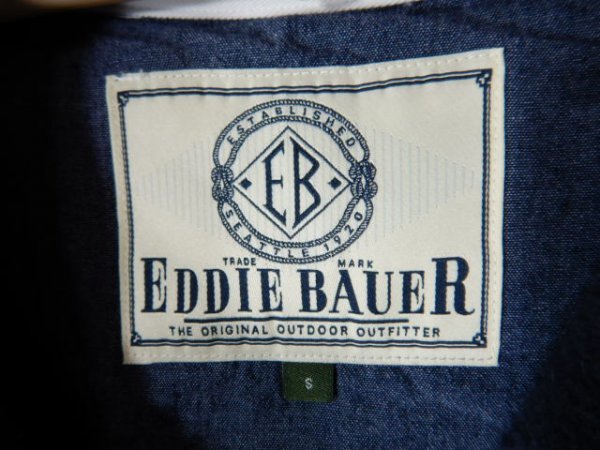 ESTABLISHED
EB
SEATTLE 1920
TRADE MARK
EDDIE BAUER
THE ORIGINAL OUTDOOR OUTFITTER
S